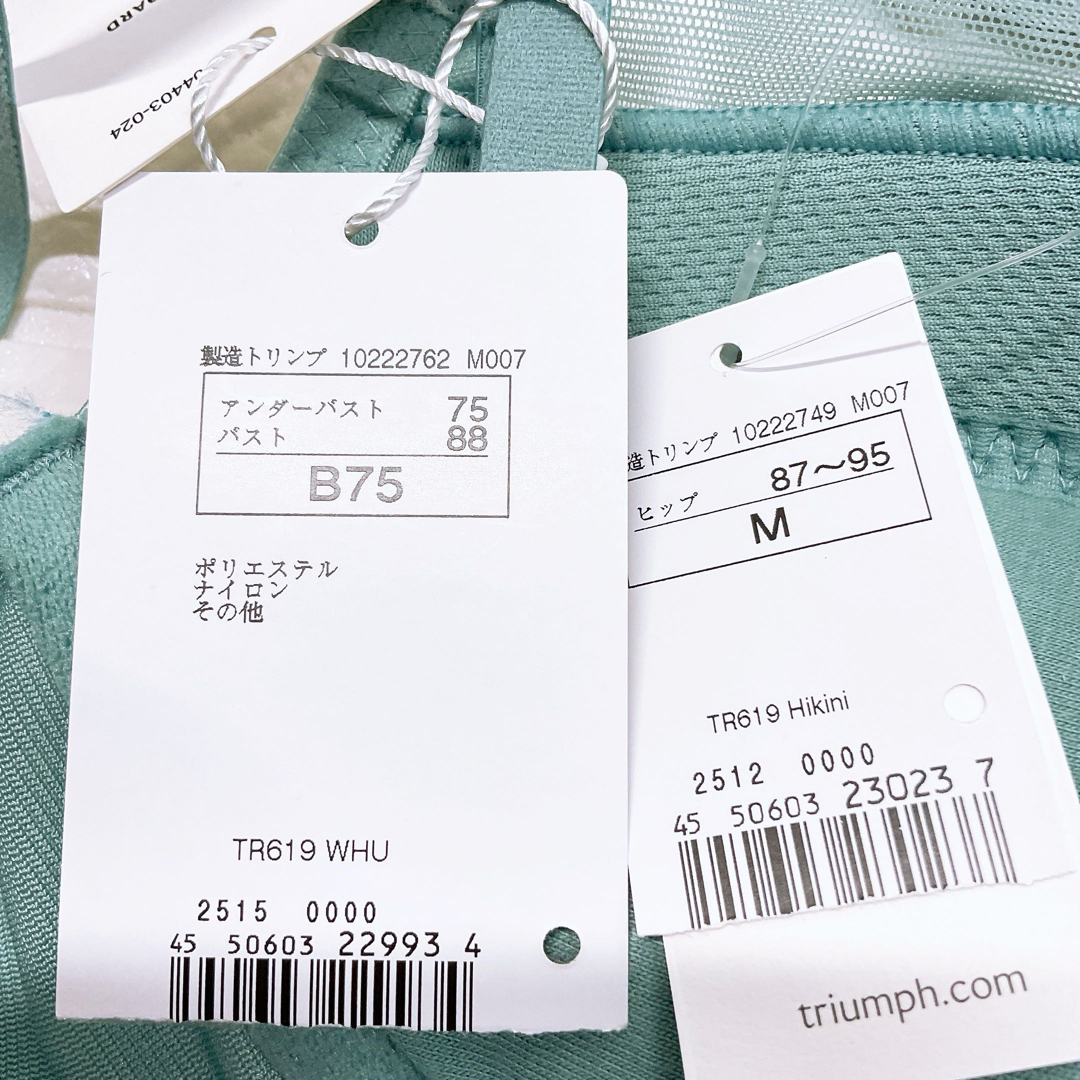 04403-024
製造トリンプ 10222762 M007
アンダーバスト 75
バスト 88
B75
ポリエステル
ナイロン
その他
TR619 WHU
2515 0000
45 50603 22993 4
造トリンプ 10222749 M007
ヒップ 87〜95
M
TR619 Hikini
2512 0000
45 50603 23023 7
triumph.com